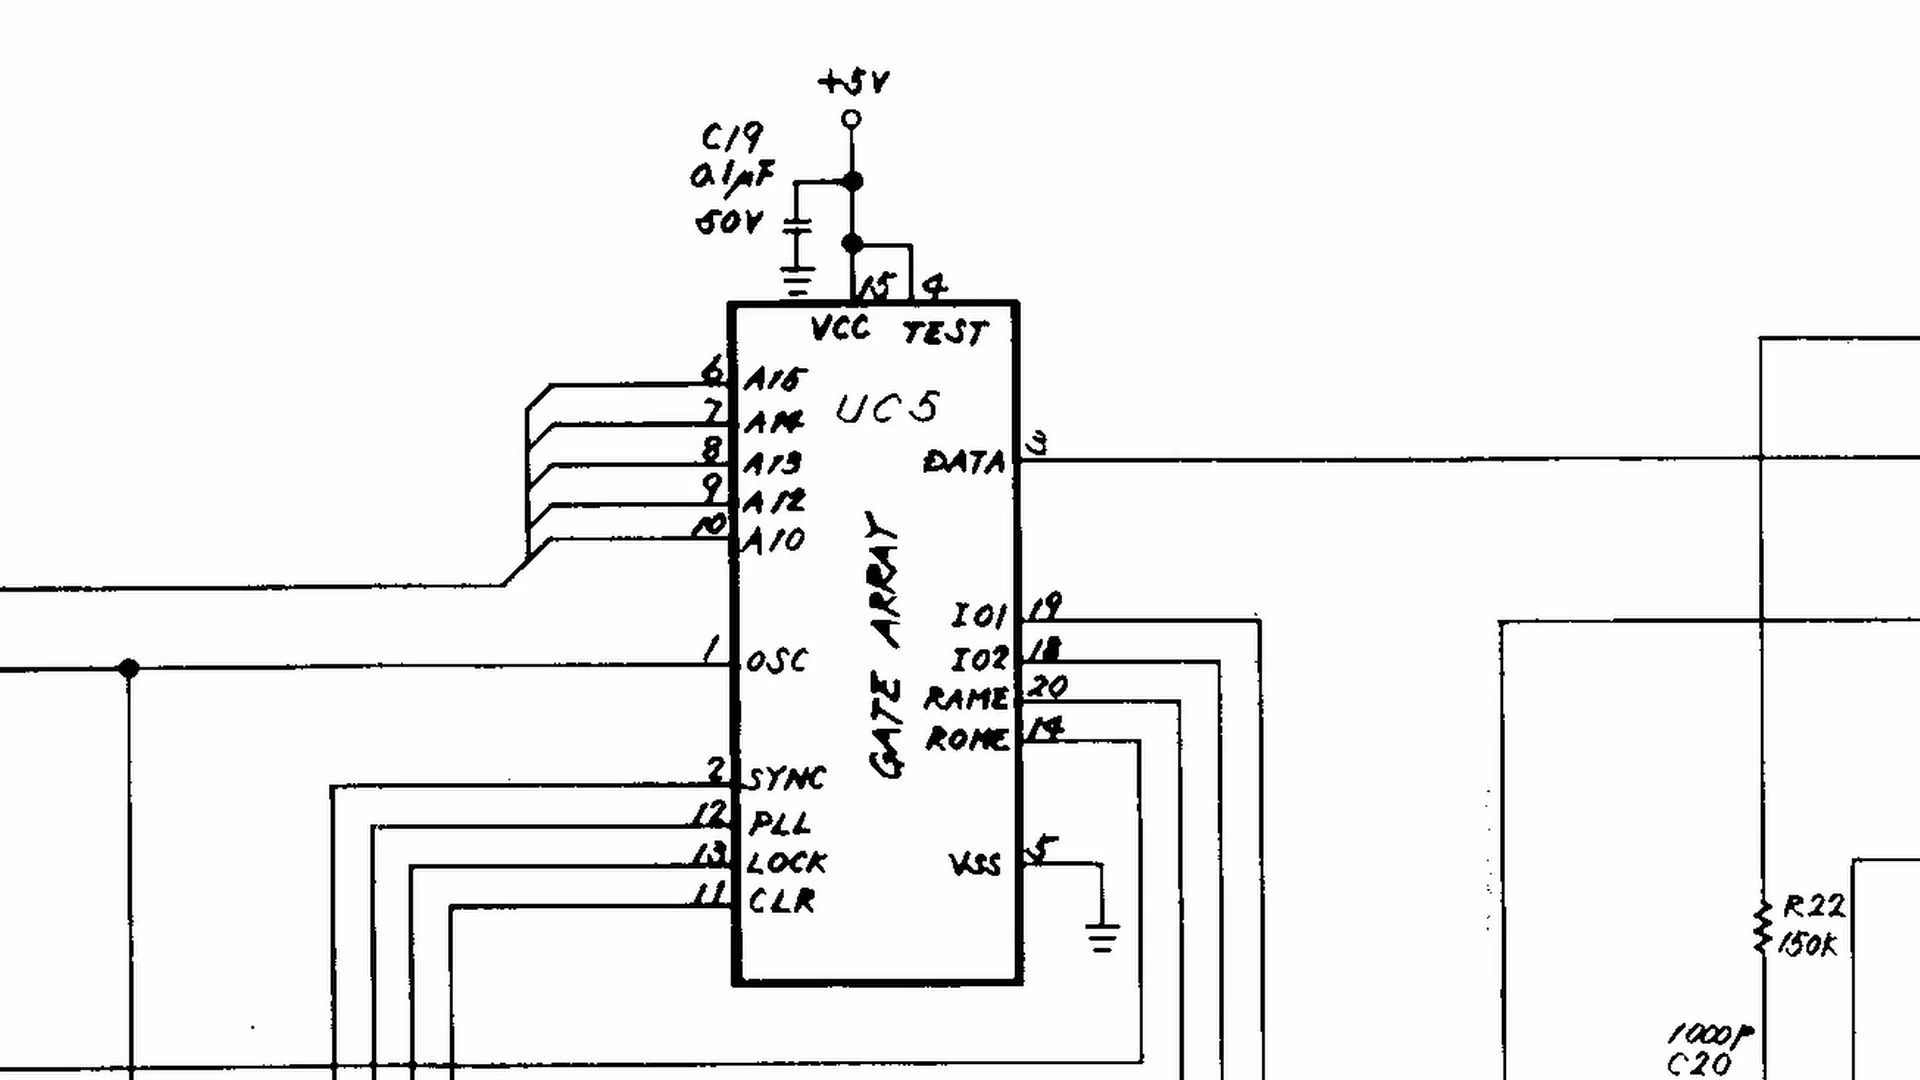 +5V
C19
0.1µF
50V
15 4
VCC TEST
6 A15
UC5
7 A14
8 A13
DATA 3
9 A12
10 A10
GATE ARRAY
IO1 19
1 OSC
IO2 18
RAME 20
ROME 14
2 SYNC
12 PLL
13 LOCK
VSS 5
11 CLR
R22
150K
1000P
C20